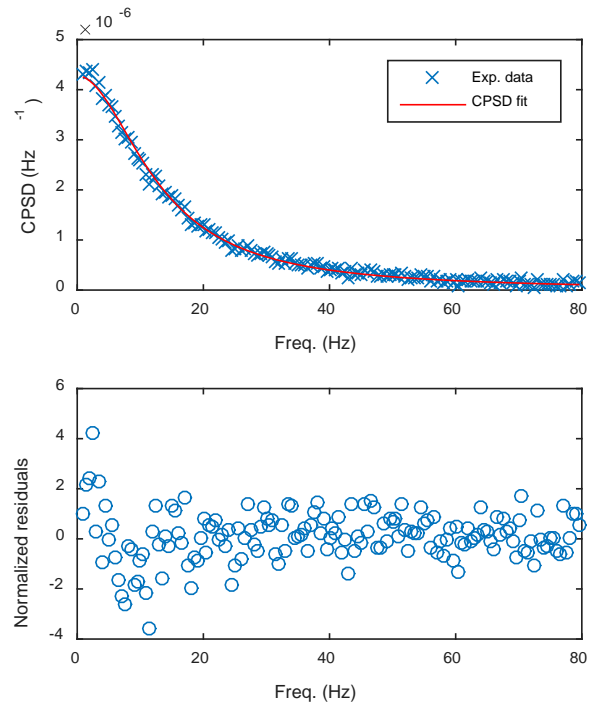 × 10 -6
5
4
3
2
1
0
CPSD (Hz -1 )
Exp. data
CPSD fit
0 20 40 60 80
Freq. (Hz)
6
4
2
0
-2
-4
Normalized residuals
0 20 40 60 80
Freq. (Hz)